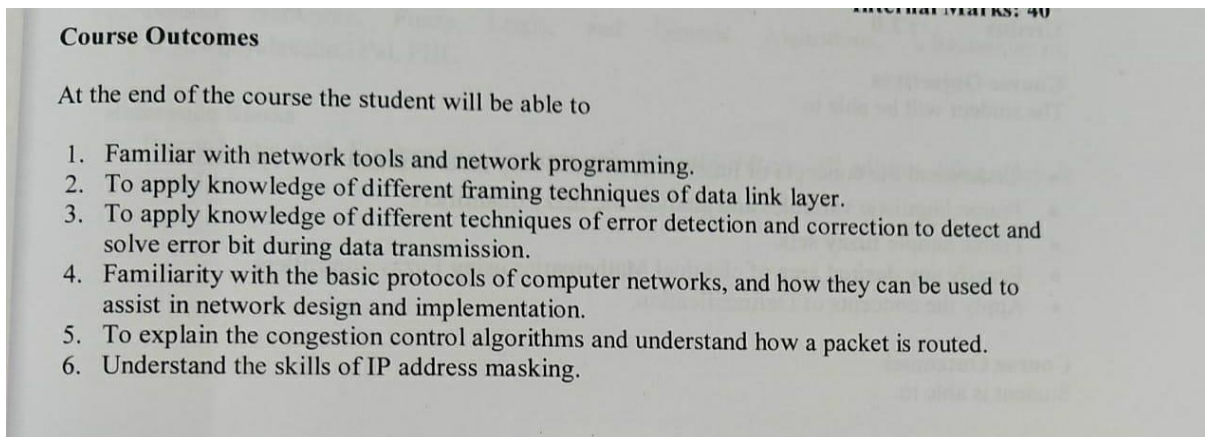 Internal Marks: 40
Course Outcomes
At the end of the course the student will be able to
1. Familiar with network tools and network programming.
2. To apply knowledge of different framing techniques of data link layer.
3. To apply knowledge of different techniques of error detection and correction to detect and
solve error bit during data transmission.
4. Familiarity with the basic protocols of computer networks, and how they can be used to
assist in network design and implementation.
5. To explain the congestion control algorithms and understand how a packet is routed.
6. Understand the skills of IP address masking.